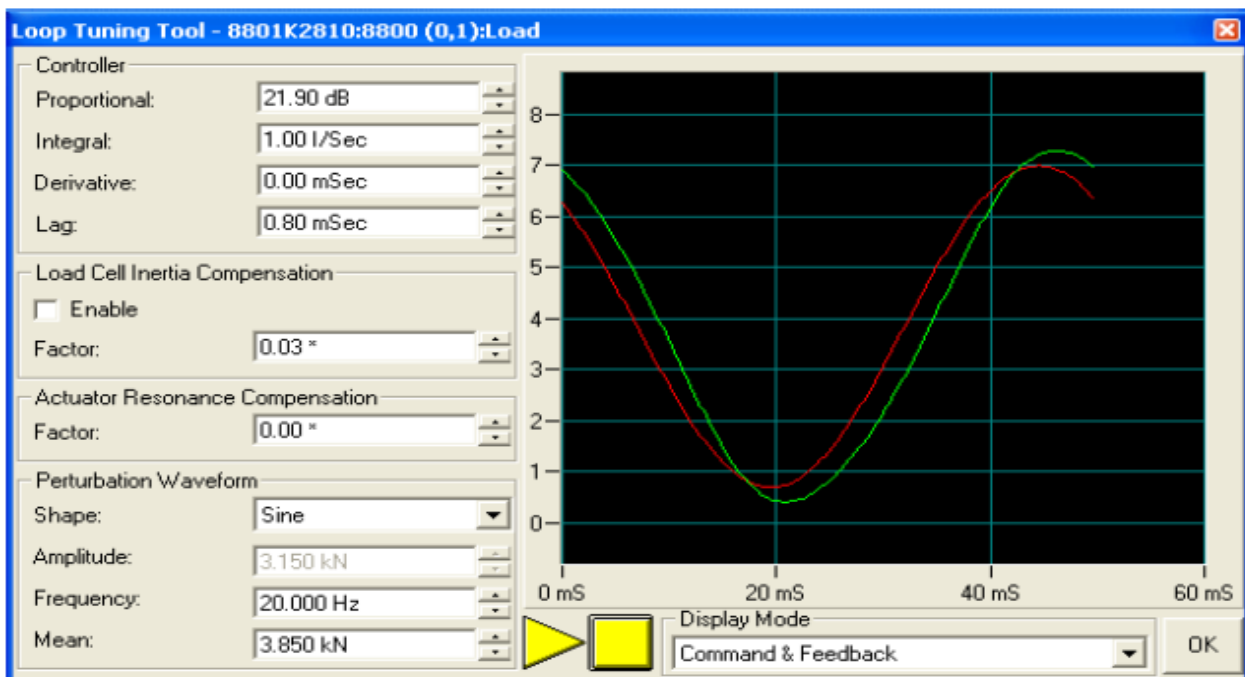 Loop Tuning Tool - 8801K2810:8800 (0,1):Load
Controller
Proportional: 21.90 dB
Integral: 1.00 I/Sec
Derivative: 0.00 mSec
Lag: 0.80 mSec
Load Cell Inertia Compensation
Enable
Factor: 0.03 *
Actuator Resonance Compensation
Factor: 0.00 *
Perturbation Waveform
Shape: Sine
Amplitude: 3.150 kN
Frequency: 20.000 Hz
Mean: 3.850 kN
8
7
6
5
4
3
2
1
0
0 mS 20 mS 40 mS 60 mS
Display Mode
Command & Feedback
OK